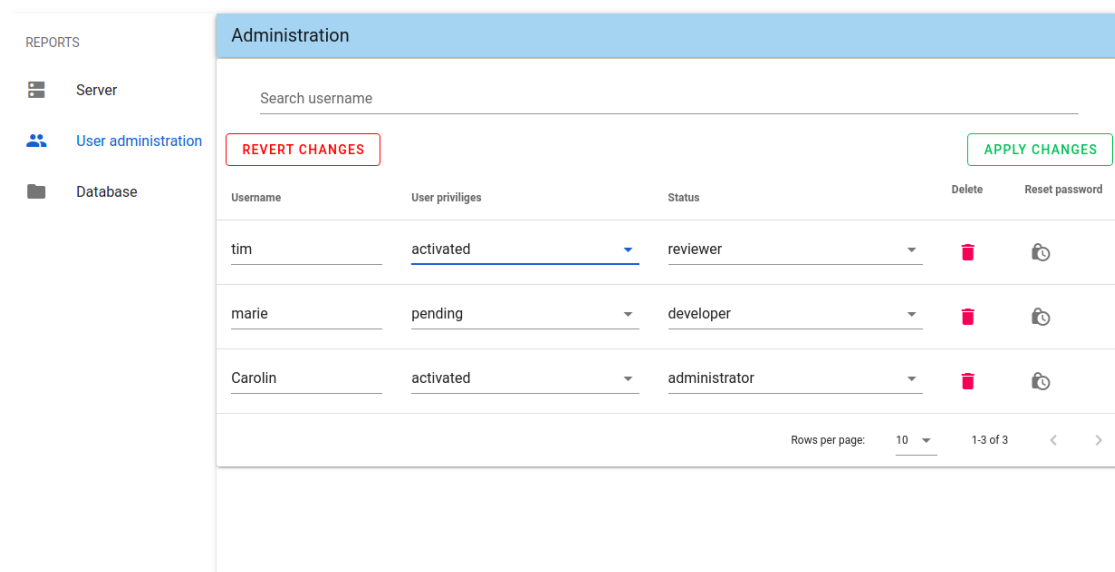 REPORTS
Server
User administration
Database
Administration
Search username
REVERT CHANGES
APPLY CHANGES
Username User priviliges Status Delete Reset password
tim activated reviewer
marie pending developer
Carolin activated administrator
Rows per page: 10 1-3 of 3